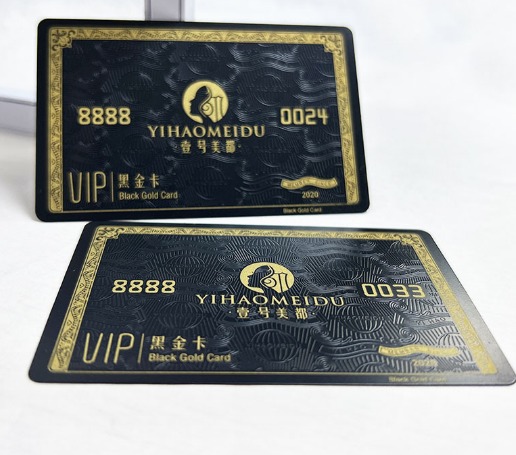 8888
0024
YIHAOMEIDU
·壹号美都·
VIP
黑金卡
Black Gold Card
2020
Black Gold Card
8888
0033
YIHAOMEIDU
·壹号美都·
VIP
黑金卡
Black Gold Card
2020
Black Gold Card